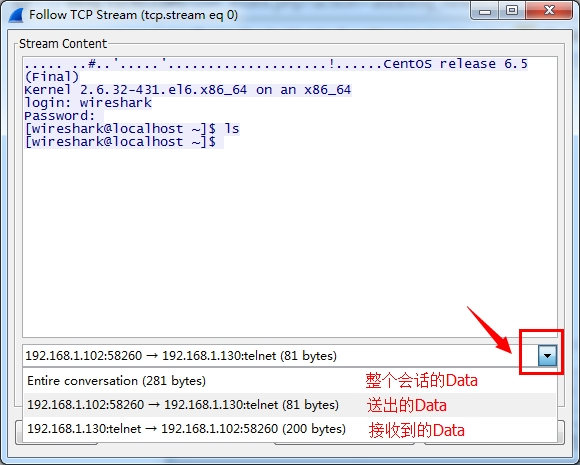 Follow TCP Stream (tcp.stream eq 0)
Stream Content
..... ..#..'.....'....................!......CentOS release 6.5
(Final)
Kernel 2.6.32-431.el6.x86_64 on an x86_64
login: wireshark
Password:
[wireshark@localhost ~]$ ls
[wireshark@localhost ~]$
192.168.1.102:58260 → 192.168.1.130:telnet (81 bytes)
Entire conversation (281 bytes) 整个会话的Data
192.168.1.102:58260 → 192.168.1.130:telnet (81 bytes) 送出的Data
192.168.1.130:telnet → 192.168.1.102:58260 (200 bytes) 接收到的Data